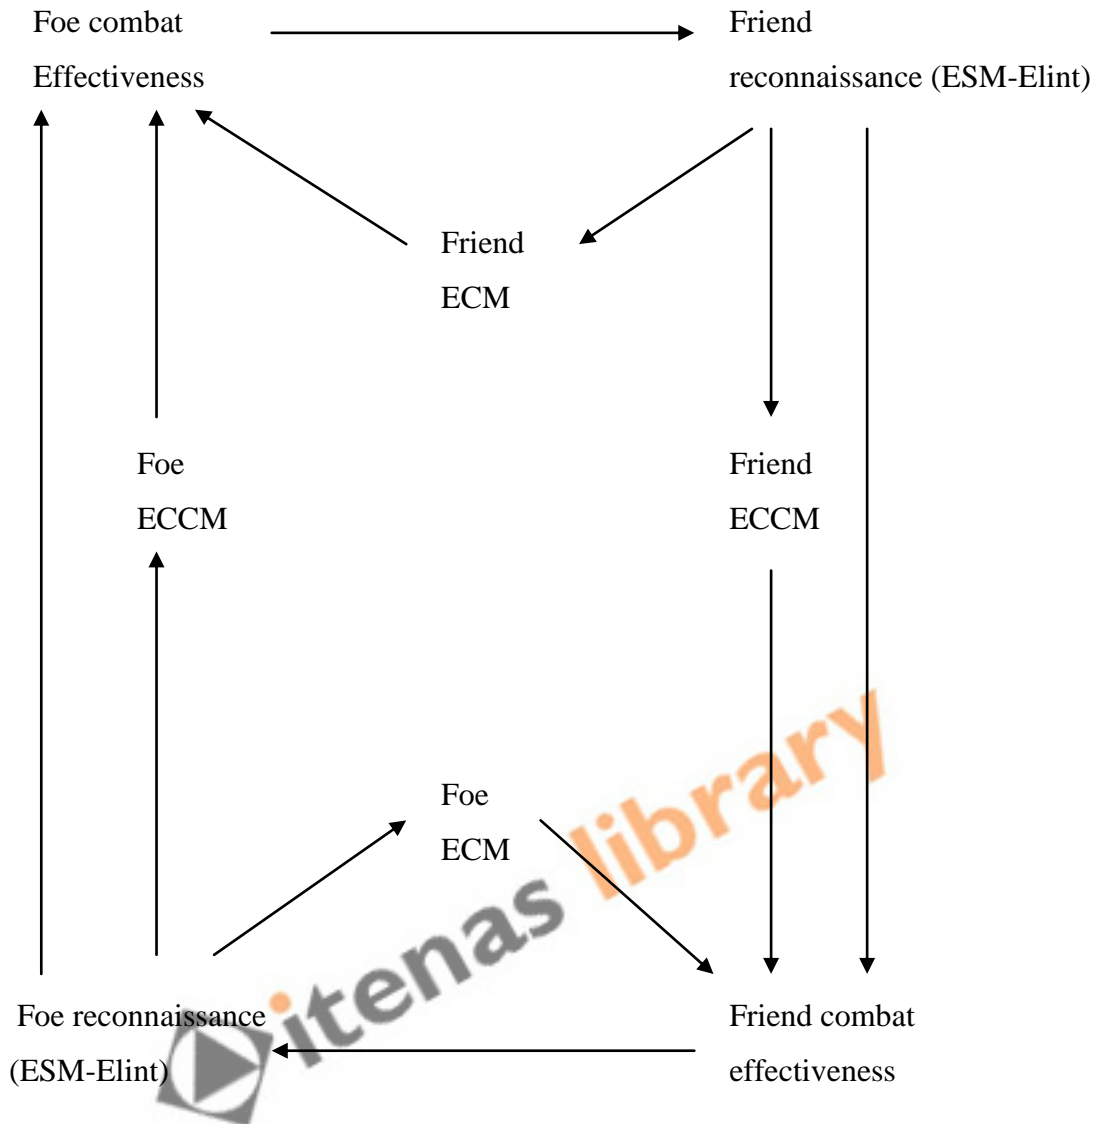 Foe combat
Effectiveness
Friend
reconnaissance (ESM-Elint)
Friend
ECM
Foe
ECCM
Friend
ECCM
Foe
ECM
itenas library
Foe reconnaissance
(ESM-Elint)
Friend combat
effectiveness